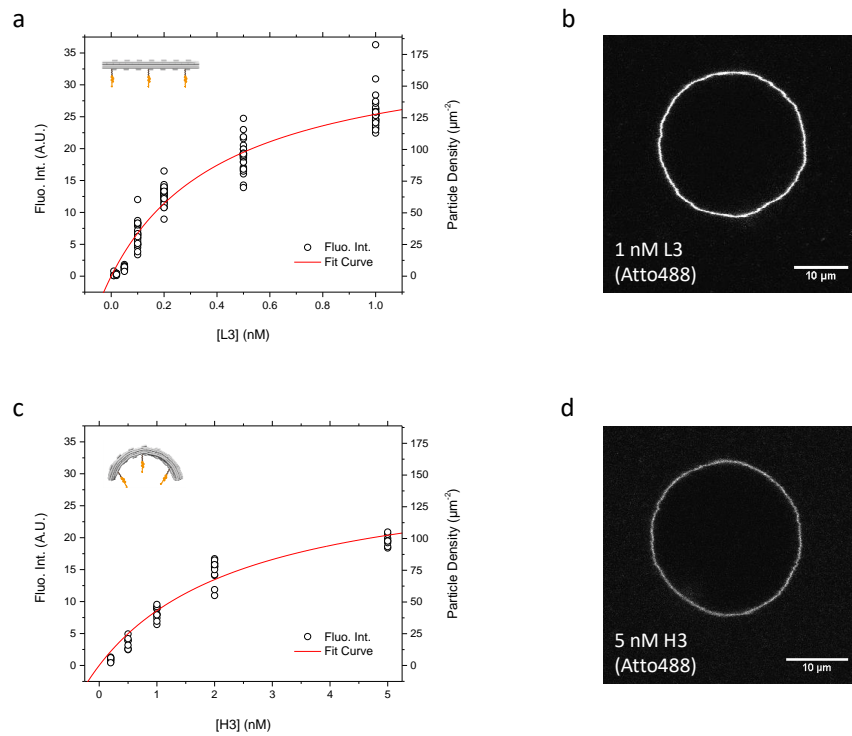 a
35
30
25
20
15
10
5
0
Fluo. Int. (A.U.)
175
150
125
100
75
50
25
0
Particle Density (µm-2)
Fluo. Int.
Fit Curve
0.0 0.2 0.4 0.6 0.8 1.0
[L3] (nM)
b
1 nM L3
(Atto488)
10 µm
c
35
30
25
20
15
10
5
0
Fluo. Int. (A.U.)
175
150
125
100
75
50
25
0
Particle Density (µm-2)
Fluo. Int.
Fit Curve
0 1 2 3 4 5
[H3] (nM)
d
5 nM H3
(Atto488)
10 µm